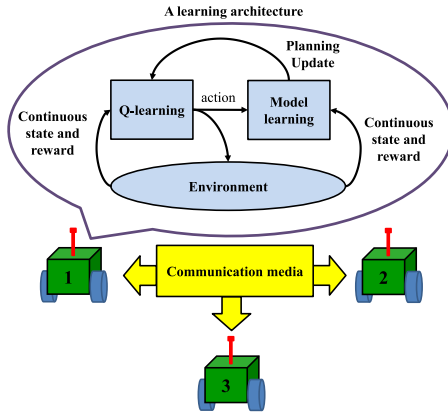 A learning architecture
Planning
Update
Q-learning
action
Model
learning
Continuous
state and
reward
Continuous
state and
reward
Environment
1
Communication media
2
3